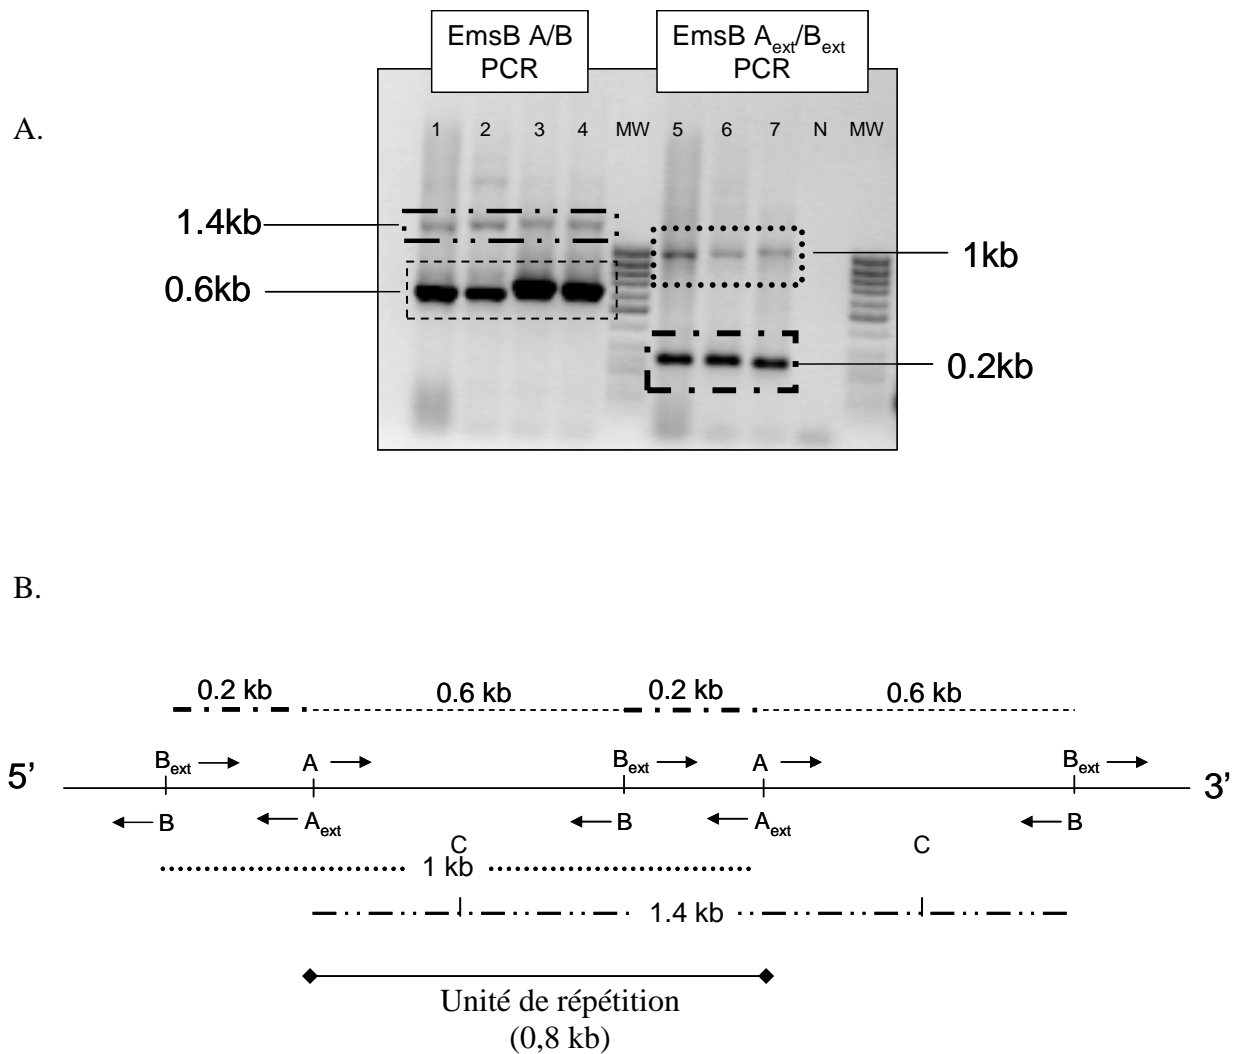 EmsB A/B
PCR
EmsB Aext/Bext
PCR
A.
1 2 3 4 MW 5 6 7 N MW
1.4kb
1kb
0.6kb
0.2kb
B.
0.2 kb 0.6 kb 0.2 kb 0.6 kb
Bext A Bext A Bext
5’ 3’
B Aext B Aext B
C C
1 kb
1.4 kb
Unité de répétition
(0,8 kb)